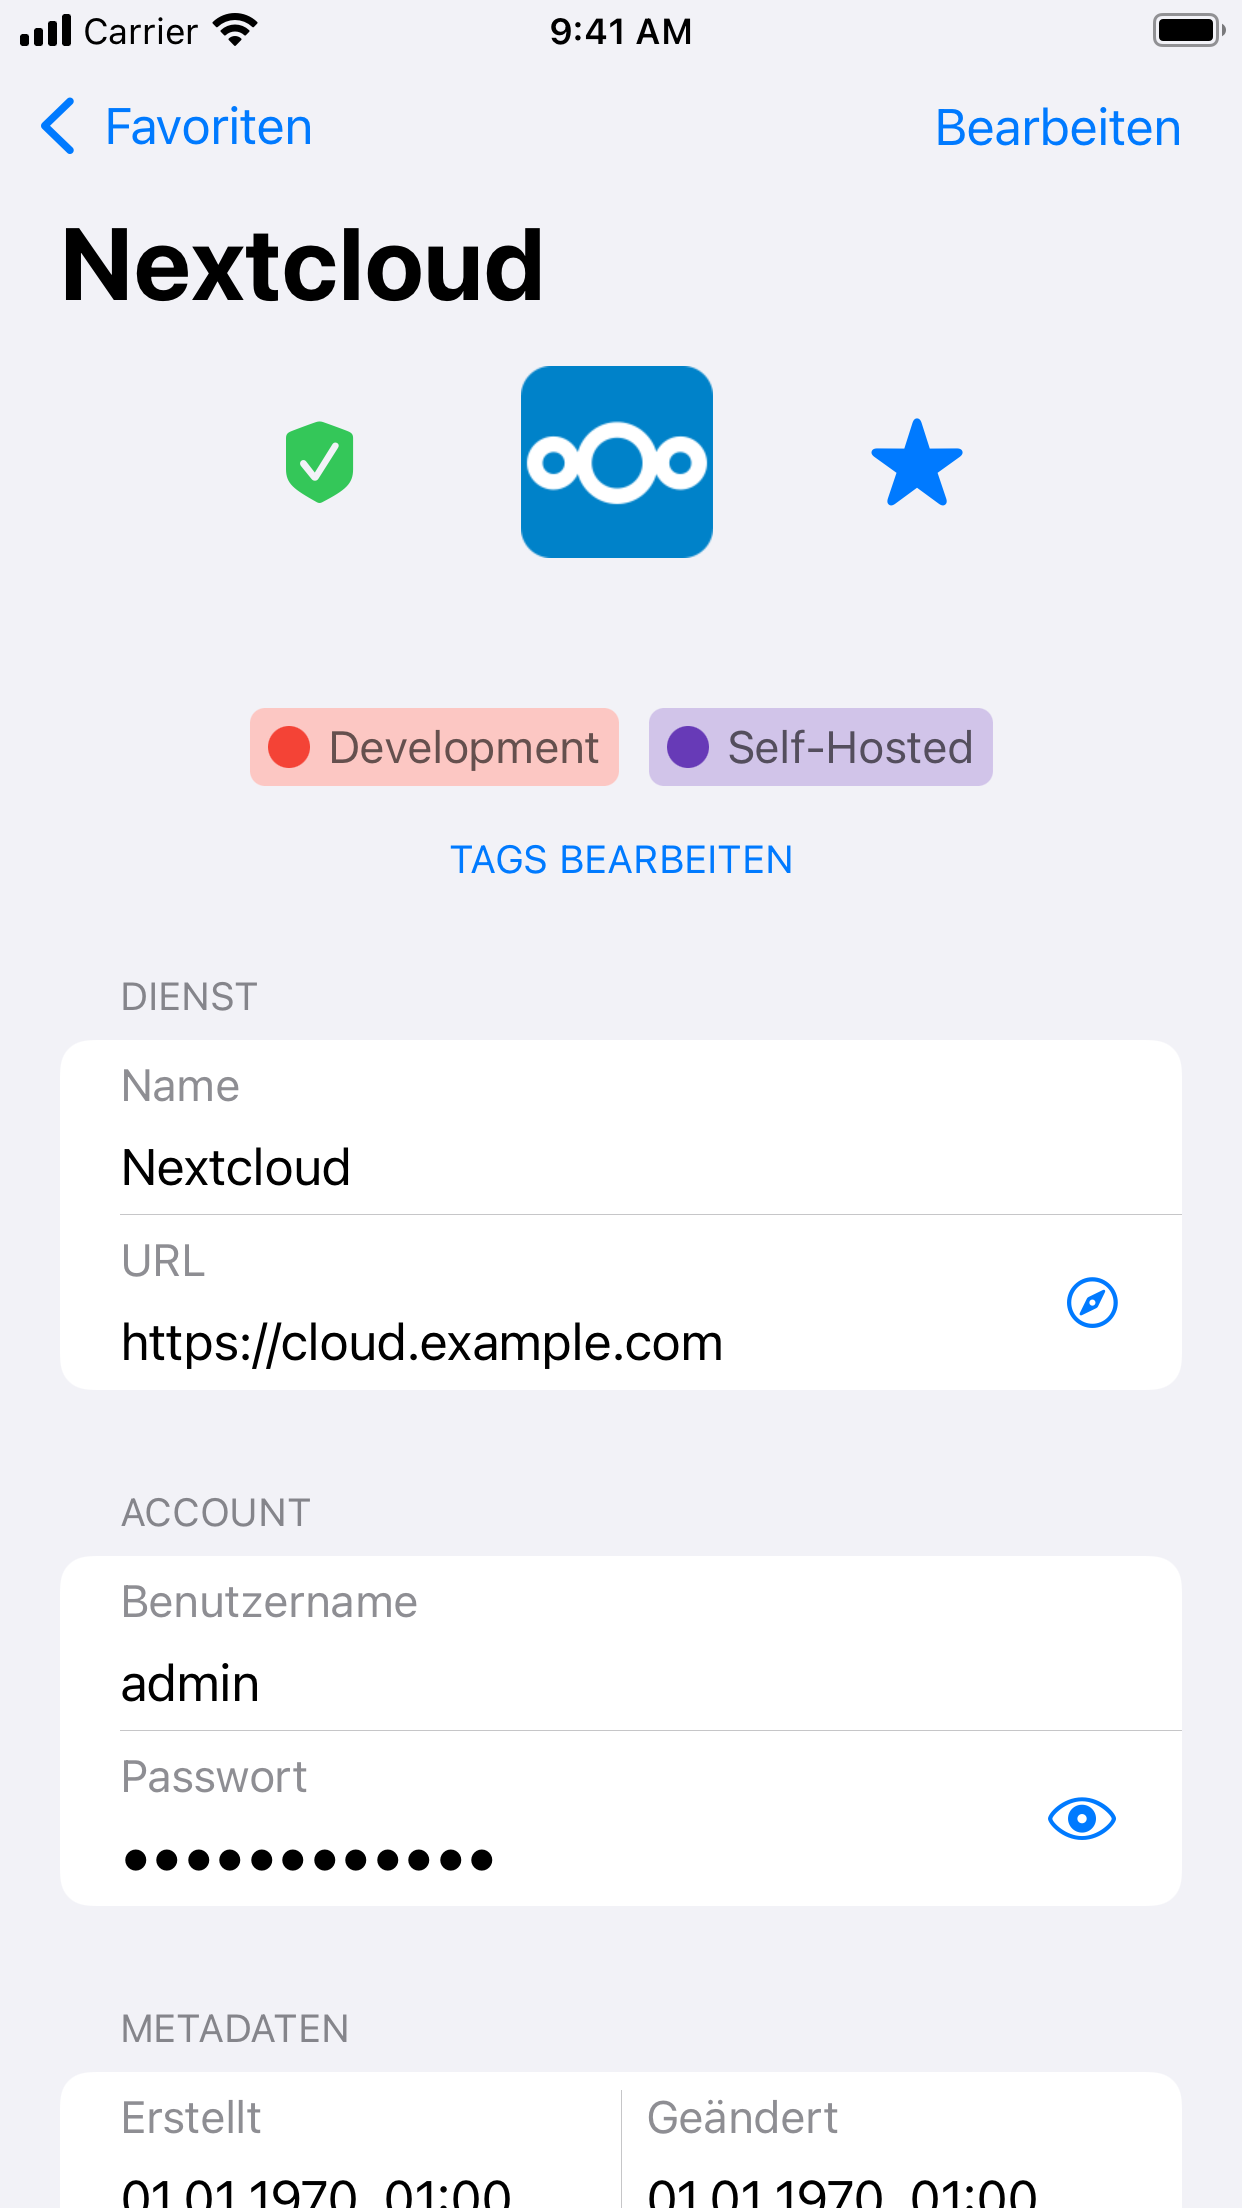 Carrier 9:41 AM
Favoriten Bearbeiten
Nextcloud
Development Self-Hosted
TAGS BEARBEITEN
DIENST
Name
Nextcloud
URL
https://cloud.example.com
ACCOUNT
Benutzername
admin
Passwort
●●●●●●●●●●●●
METADATEN
Erstellt Geändert
01.01.1970, 01:00 01.01.1970, 01:00